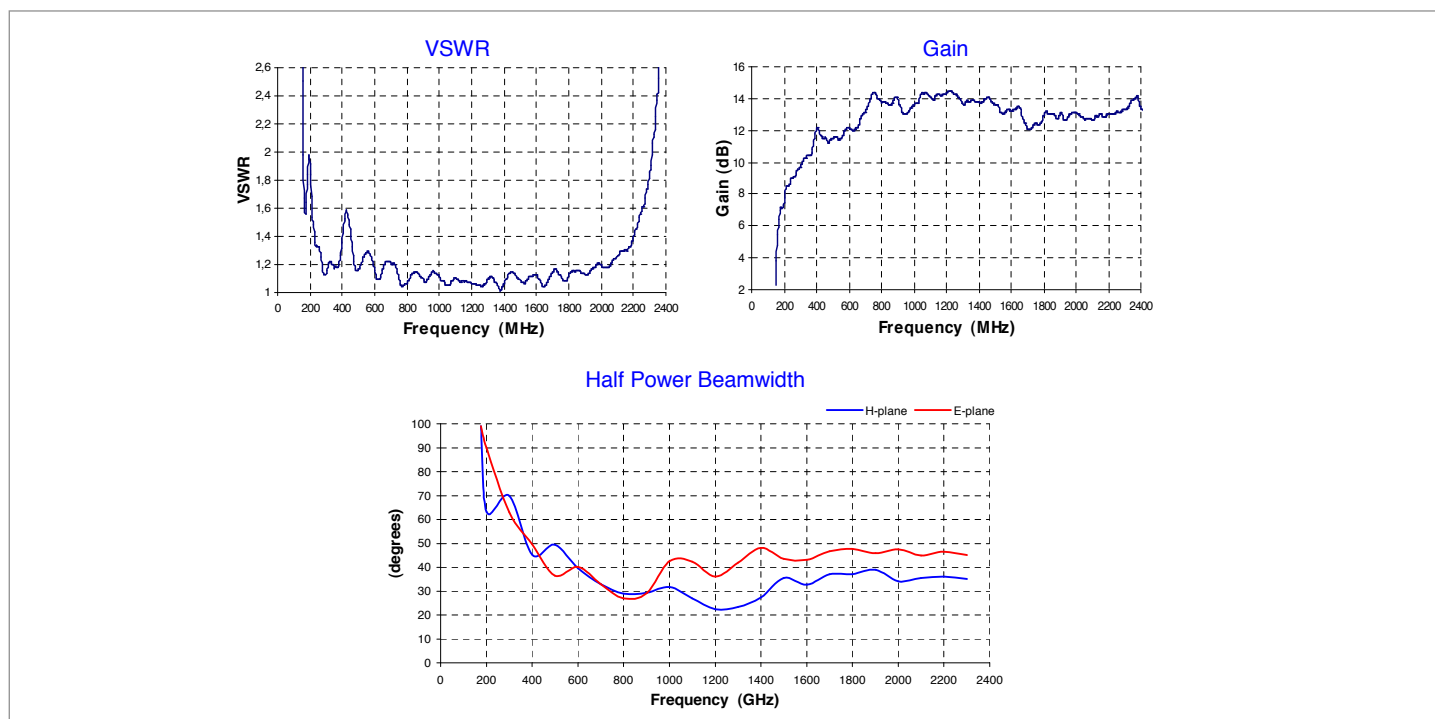 VSWR
2,6
2,4
2,2
2
1,8
1,6
1,4
1,2
1
VSWR
0 200 400 600 800 1000 1200 1400 1600 1800 2000 2200 2400
Frequency (MHz)
Gain
16
14
12
10
8
6
4
2
Gain (dB)
0 200 400 600 800 1000 1200 1400 1600 1800 2000 2200 2400
Frequency (MHz)
Half Power Beamwidth
H-plane E-plane
100
90
80
70
60
50
40
30
20
10
0
(degrees)
0 200 400 600 800 1000 1200 1400 1600 1800 2000 2200 2400
Frequency (GHz)